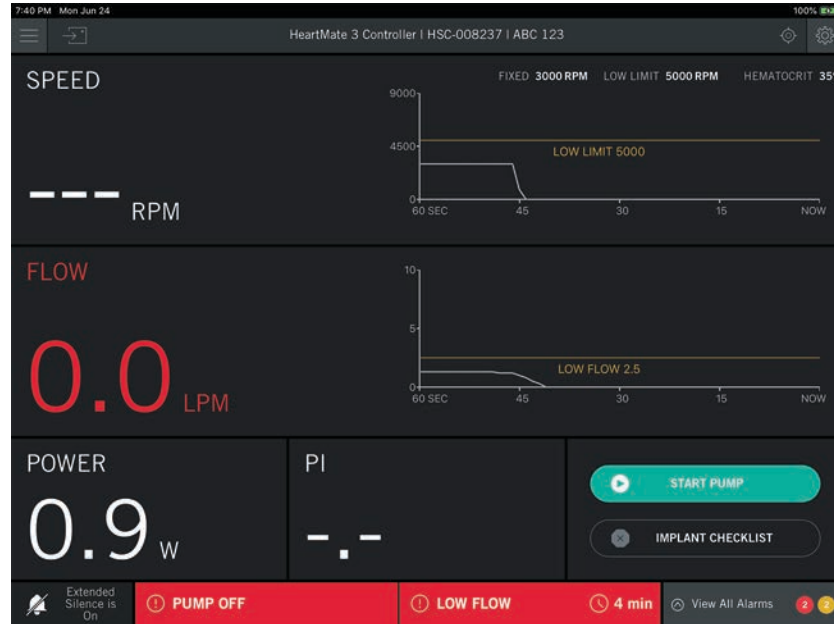 7:40 PM Mon Jun 24
100%
HeartMate 3 Controller I HSC-008237 I ABC 123
SPEED
FIXED 3000 RPM LOW LIMIT 5000 RPM HEMATOCRIT
9000
4500
LOW LIMIT 5000
0
--- RPM
60 SEC 45 30 15 NOW
FLOW
10
5
LOW FLOW 2.5
0
60 SEC 45 30 15 NOW
0.0 LPM
POWER
0.9 W
PI
-.-
START PUMP
IMPLANT CHECKLIST
Extended
Silence is
On
PUMP OFF
LOW FLOW
4 min
View All Alarms
2
2